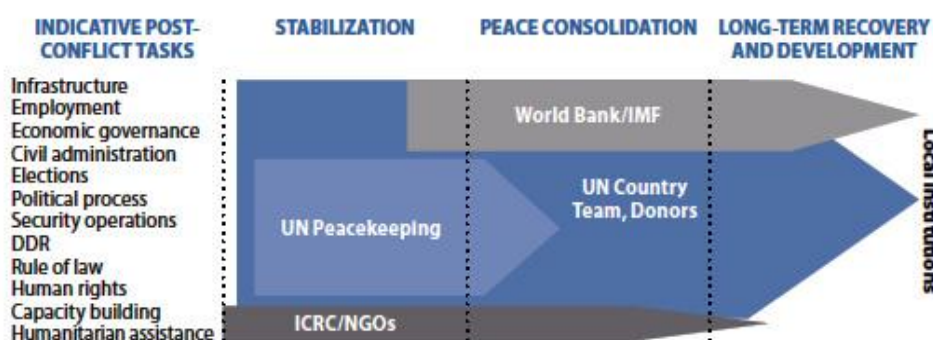 INDICATIVE POST-
CONFLICT TASKS
STABILIZATION
PEACE CONSOLIDATION
LONG-TERM RECOVERY
AND DEVELOPMENT
Infrastructure
Employment
Economic governance
Civil administration
Elections
Political process
Security operations
DDR
Rule of law
Human rights
Capacity building
Humanitarian assistance
World Bank/IMF
UN Peacekeeping
UN Country
Team, Donors
ICRC/NGOs
Local institutions